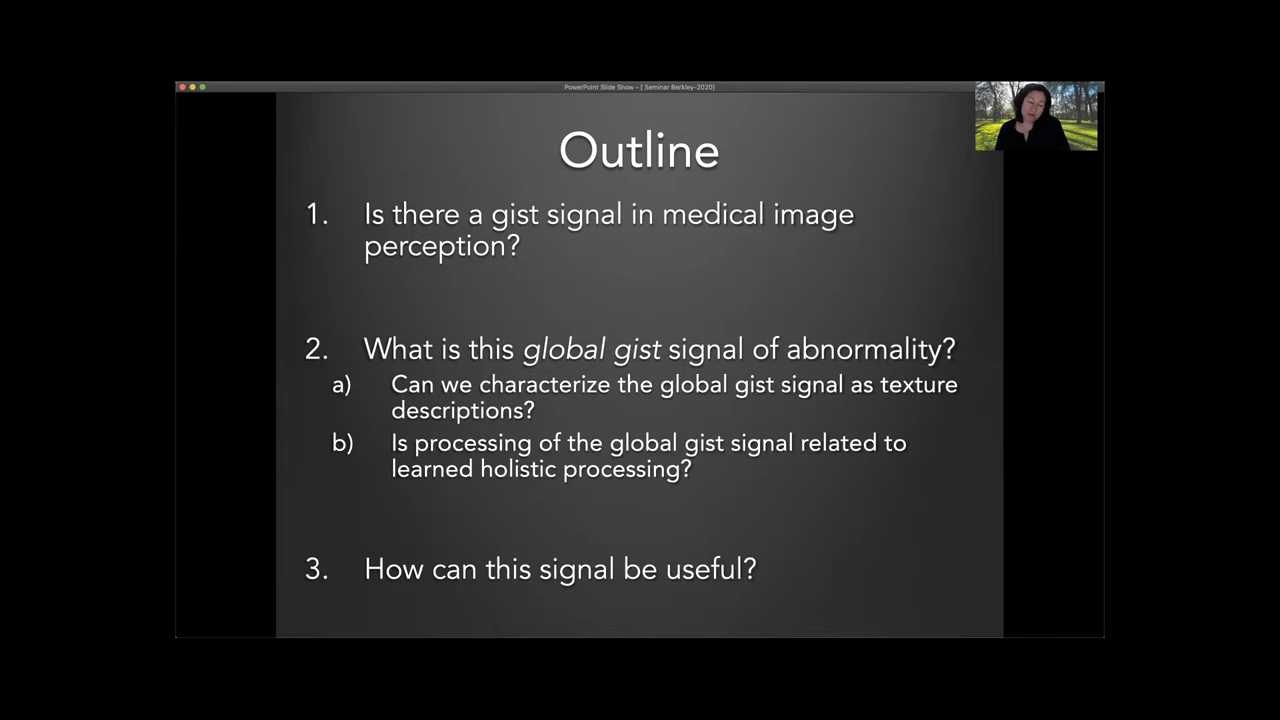 PowerPoint Slide Show - [ Seminar Berkley-2020]
Outline
1. Is there a gist signal in medical image
perception?
2. What is this global gist signal of abnormality?
a) Can we characterize the global gist signal as texture
descriptions?
b) Is processing of the global gist signal related to
learned holistic processing?
3. How can this signal be useful?